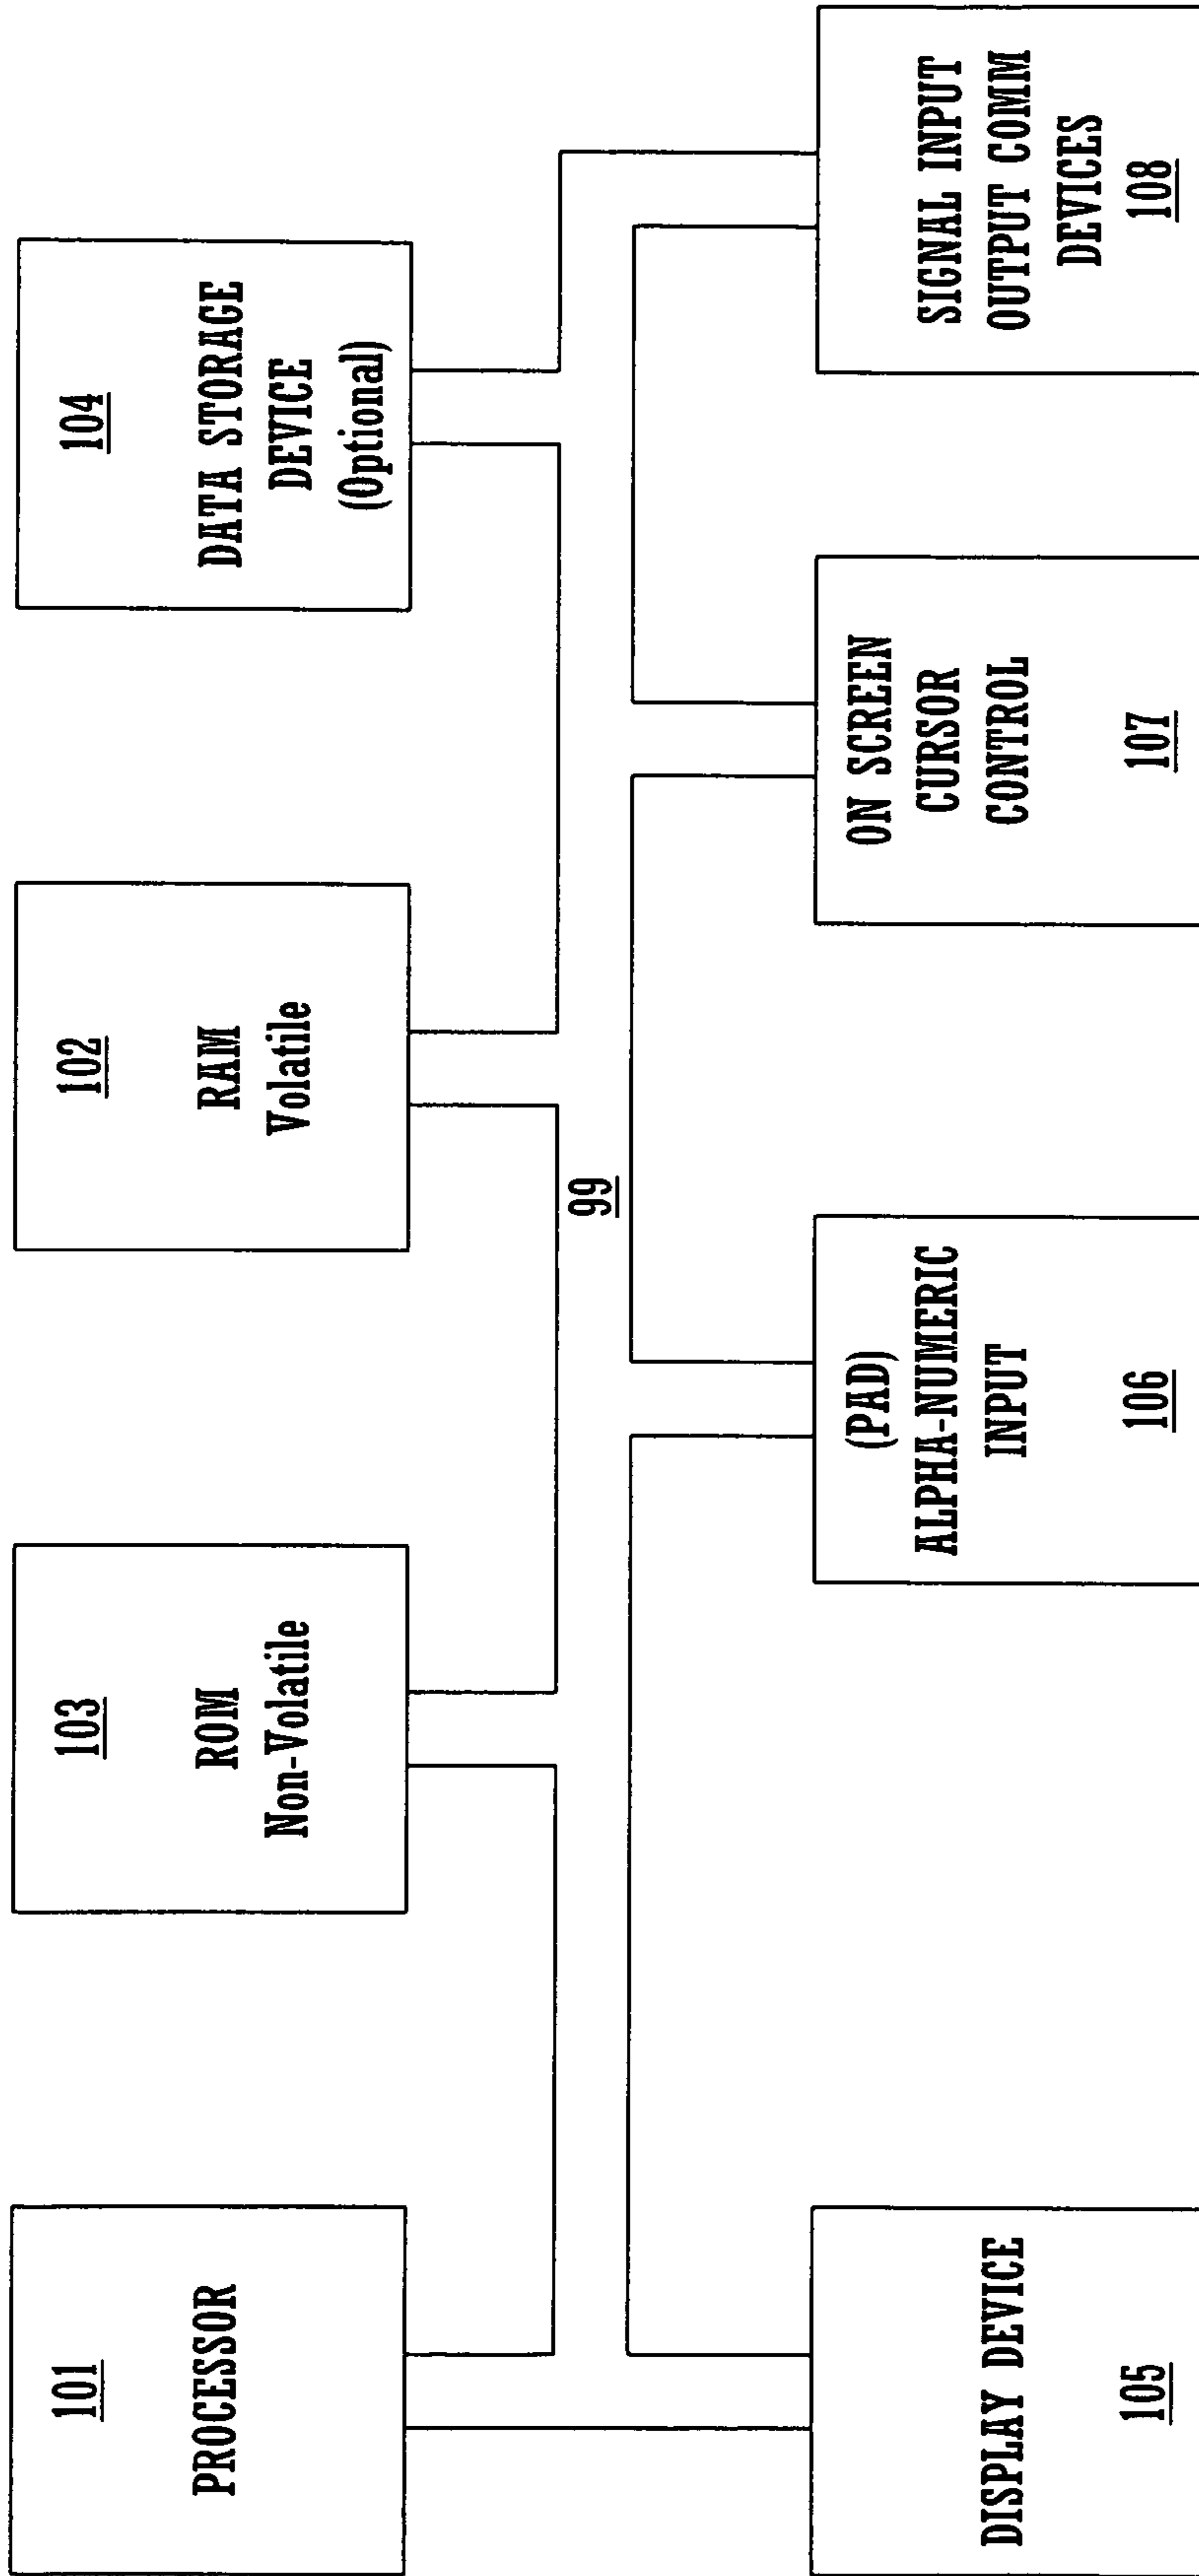 101
PROCESSOR
103
ROM
Non-Volatile
102
RAM
Volatile
104
DATA STORAGE
DEVICE
(Optional)
99
DISPLAY DEVICE
105
(PAD)
ALPHA-NUMERIC
INPUT
106
ON SCREEN
CURSOR
CONTROL
107
SIGNAL INPUT
OUTPUT COMM
DEVICES
108